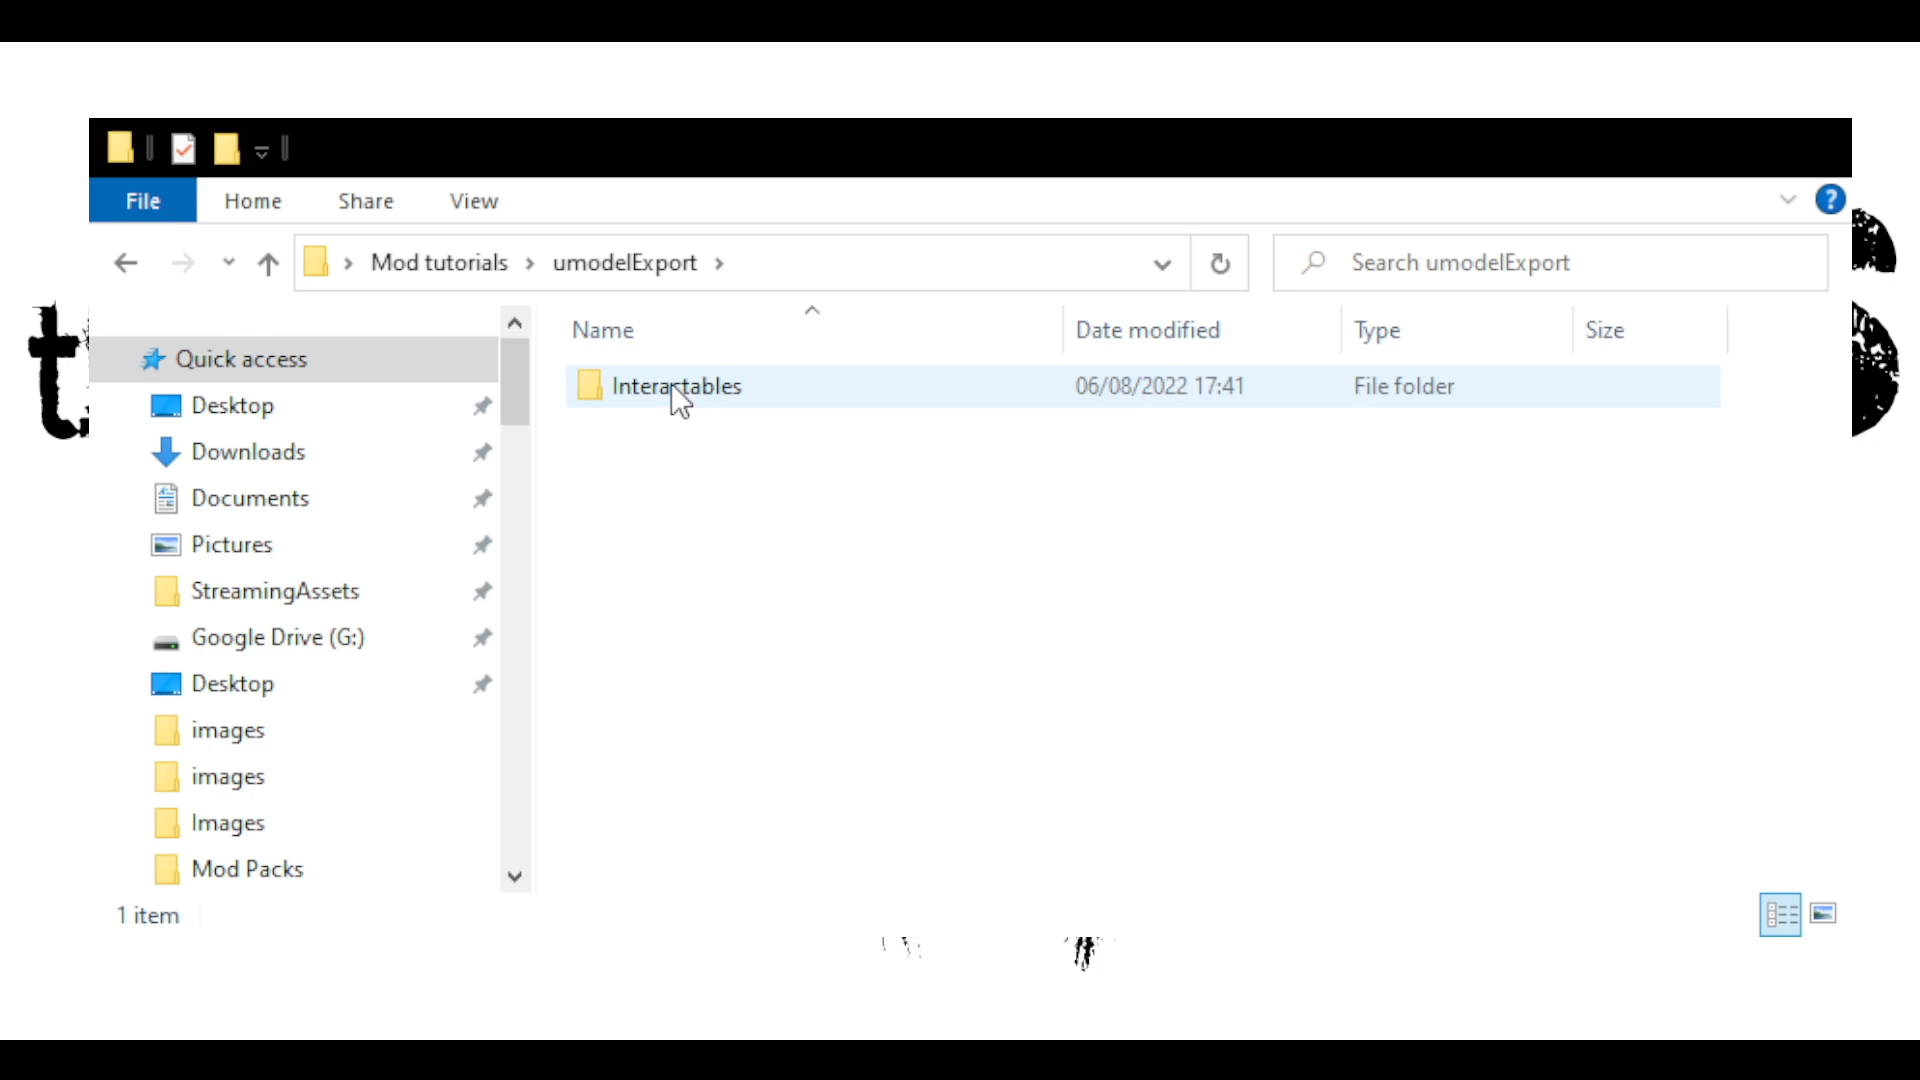 File Home Share View
Mod tutorials umodelExport Search umodelExport
Name Date modified Type Size
Quick access
Interactables 06/08/2022 17:41 File folder
Desktop
Downloads
Documents
Pictures
StreamingAssets
Google Drive (G:)
Desktop
images
images
Images
Mod Packs
1 item
t